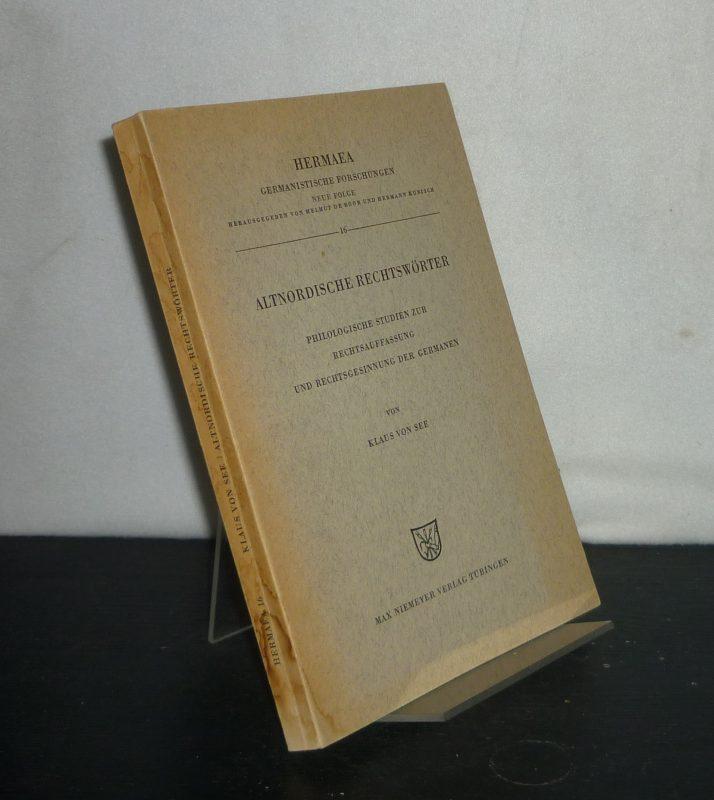 HERMAEA
GERMANISTISCHE FORSCHUNGEN
NEUE FOLGE
HERAUSGEGEBEN VON HELMUT DE BOOR UND HERMANN KUNISCH
16
ALTNORDISCHE RECHTSWÖRTER
PHILOLOGISCHE STUDIEN ZUR
RECHTSAUFFASSUNG
UND RECHTSGESINNUNG DER GERMANEN
VON
KLAUS VON SEE
MAX NIEMEYER VERLAG TÜBINGEN
HERMAEA 16
KLAUS VON SEE / ALTNORDISCHE RECHTSWÖRTER